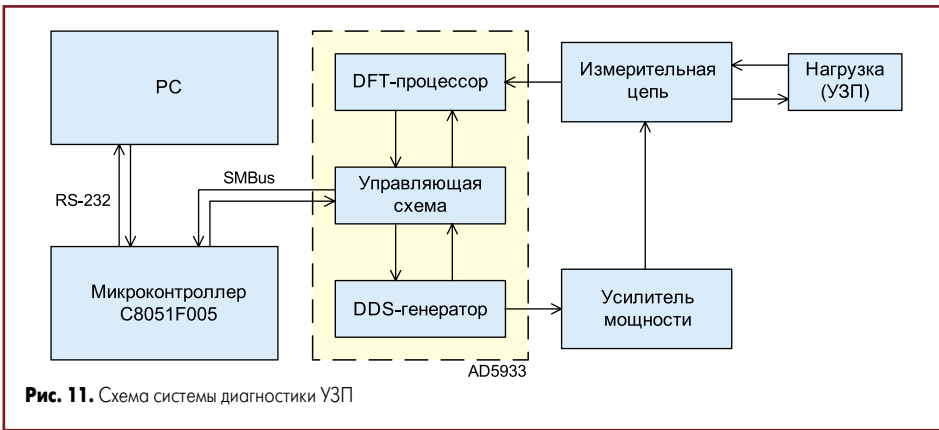 PC
RS-232
SMBus
Микроконтроллер
C8051F005
DFT-процессор
Управляющая
схема
DDS-генератор
AD5933
Измерительная
цепь
Нагрузка
(УЗП)
Усилитель
мощности
Рис. 11. Схема системы диагностики УЗП